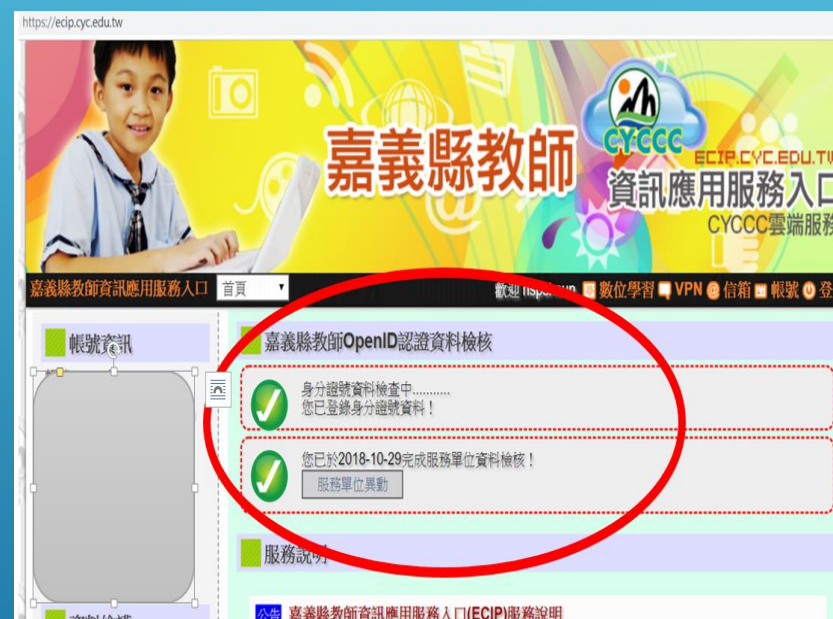 https://ecip.cyc.edu.tw
嘉義縣教師
CYCCC
ECIP.CYC.EDU.TW
資訊應用服務入口
CYCCC雲端服務
嘉義縣教師資訊應用服務入口 首頁 歡迎 數位學習 VPN 信箱 帳號 登
帳號資訊
嘉義縣教師OpenID認證資料檢核
身分證號資料檢查中...........
您已登錄身分證號資料！
您已於2018-10-29完成服務單位資料檢核！
服務單位異動
服務說明
公告 嘉義縣教師資訊應用服務入口(ECIP)服務說明